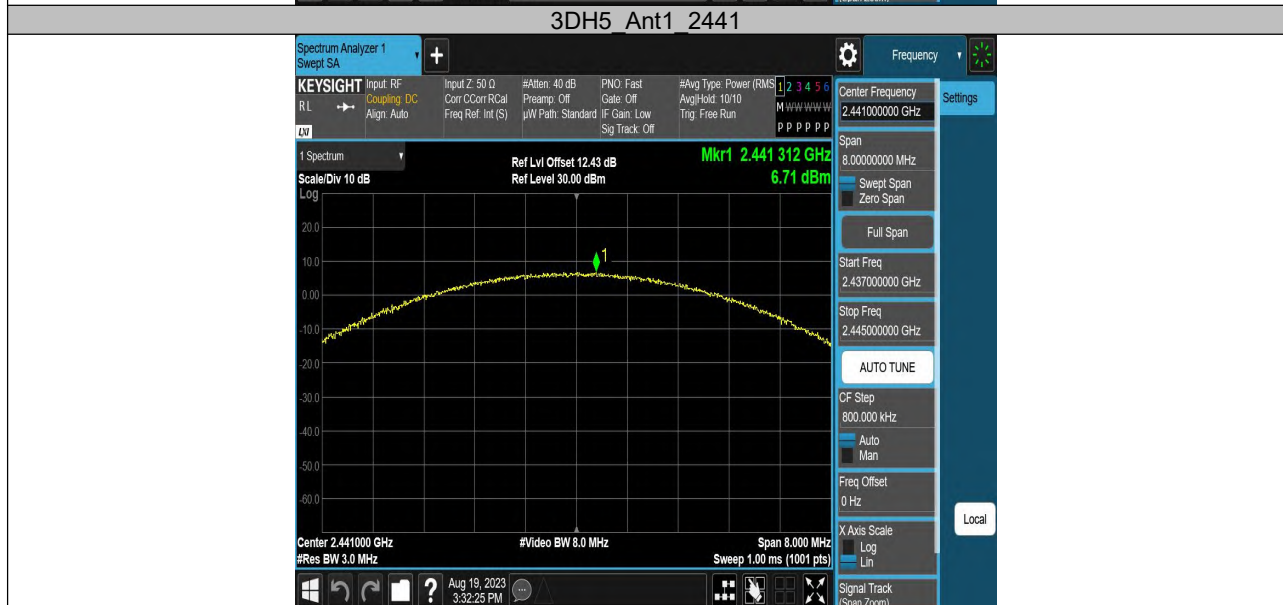 3DH5_Ant1_2441
Spectrum Analyzer 1
Swept SA
+
Frequency
KEYSIGHT
RL
LXI
Input: RF
Coupling: DC
Align: Auto
Input Z: 50 Ω
Corr CCorr RCal
Freq Ref: Int (S)
#Atten: 40 dB
Preamp: Off
µW Path: Standard
PNO: Fast
Gate: Off
IF Gain: Low
Sig Track: Off
#Avg Type: Power (RMS
Avg|Hold: 10/10
Trig: Free Run
1 2 3 4 5 6
M W W W W W
P P P P P P
1 Spectrum
Scale/Div 10 dB
Log
Ref Lvl Offset 12.43 dB
Ref Level 30.00 dBm
Mkr1 2.441 312 GHz
6.71 dBm
20.0
10.0
0.00
-10.0
-20.0
-30.0
-40.0
-50.0
-60.0
1
Center 2.441000 GHz
#Res BW 3.0 MHz
#Video BW 8.0 MHz
Span 8.000 MHz
Sweep 1.00 ms (1001 pts)
Center Frequency
2.441000000 GHz
Settings
Span
8.00000000 MHz
Swept Span
Zero Span
Full Span
Start Freq
2.437000000 GHz
Stop Freq
2.445000000 GHz
AUTO TUNE
CF Step
800.000 kHz
Auto
Man
Freq Offset
0 Hz
X Axis Scale
Log
Lin
Local
Signal Track
(Span Zoom)
?
Aug 19, 2023
3:32:25 PM